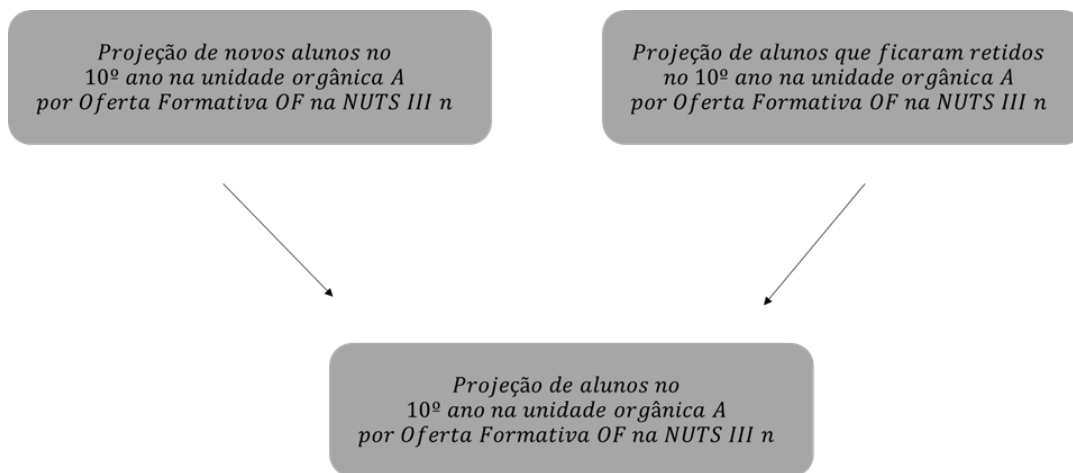 Projeção de novos alunos no
10º ano na unidade orgânica A
por Oferta Formativa OF na NUTS III n
Projeção de alunos que ficaram retidos
no 10º ano na unidade orgânica A
por Oferta Formativa OF na NUTS III n
Projeção de alunos no
10º ano na unidade orgânica A
por Oferta Formativa OF na NUTS III n